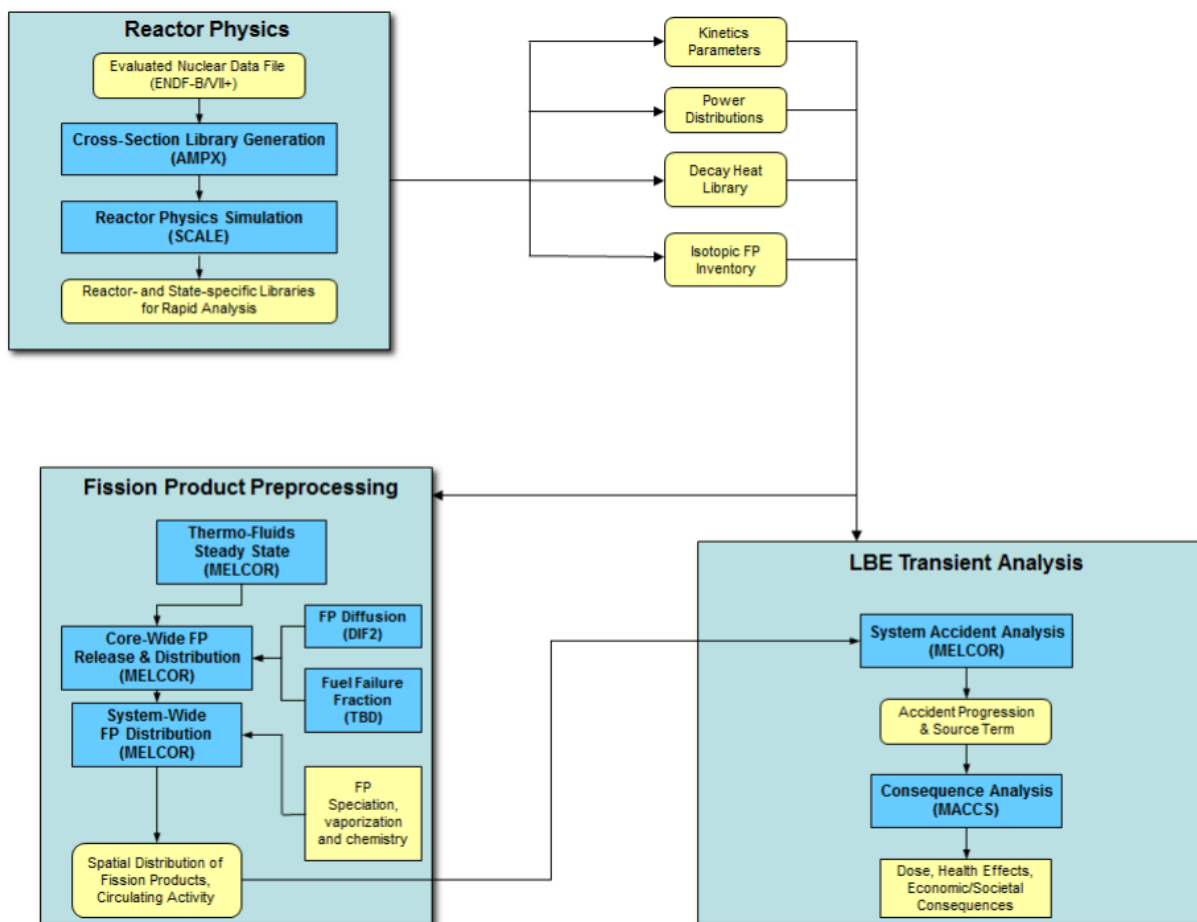 Reactor Physics
Evaluated Nuclear Data File
(ENDF-B/VII+)
Cross-Section Library Generation
(AMPX)
Reactor Physics Simulation
(SCALE)
Reactor- and State-specific Libraries
for Rapid Analysis
Kinetics
Parameters
Power
Distributions
Decay Heat
Library
Isotopic FP
Inventory
Fission Product Preprocessing
Thermo-Fluids
Steady State
(MELCOR)
Core-Wide FP
Release & Distribution
(MELCOR)
FP Diffusion
(DIF2)
Fuel Failure
Fraction
(TBD)
System-Wide
FP Distribution
(MELCOR)
FP
Speciation,
vaporization
and chemistry
Spatial Distribution of
Fission Products,
Circulating Activity
LBE Transient Analysis
System Accident Analysis
(MELCOR)
Accident Progression
& Source Term
Consequence Analysis
(MACCS)
Dose, Health Effects,
Economic/Societal
Consequences